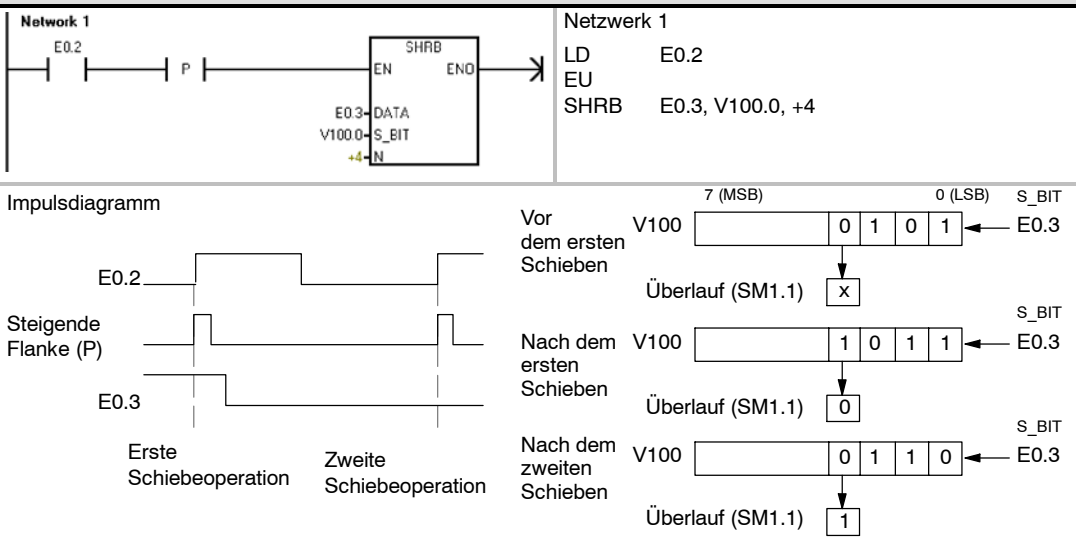 Network 1
E0.2
P
SHRB
EN ENO
E0.3 DATA
V100.0 S_BIT
+4 N
Netzwerk 1
LD E0.2
EU
SHRB E0.3, V100.0, +4
Impulsdiagramm
E0.2
Steigende
Flanke (P)
E0.3
Erste
Schiebeoperation
Zweite
Schiebeoperation
7 (MSB) 0 (LSB) S_BIT
Vor
dem ersten
Schieben
V100 0 1 0 1 E0.3
Überlauf (SM1.1) x
S_BIT
Nach dem
ersten
Schieben
V100 1 0 1 1 E0.3
Überlauf (SM1.1) 0
S_BIT
Nach dem
zweiten
Schieben
V100 0 1 1 0 E0.3
Überlauf (SM1.1) 1